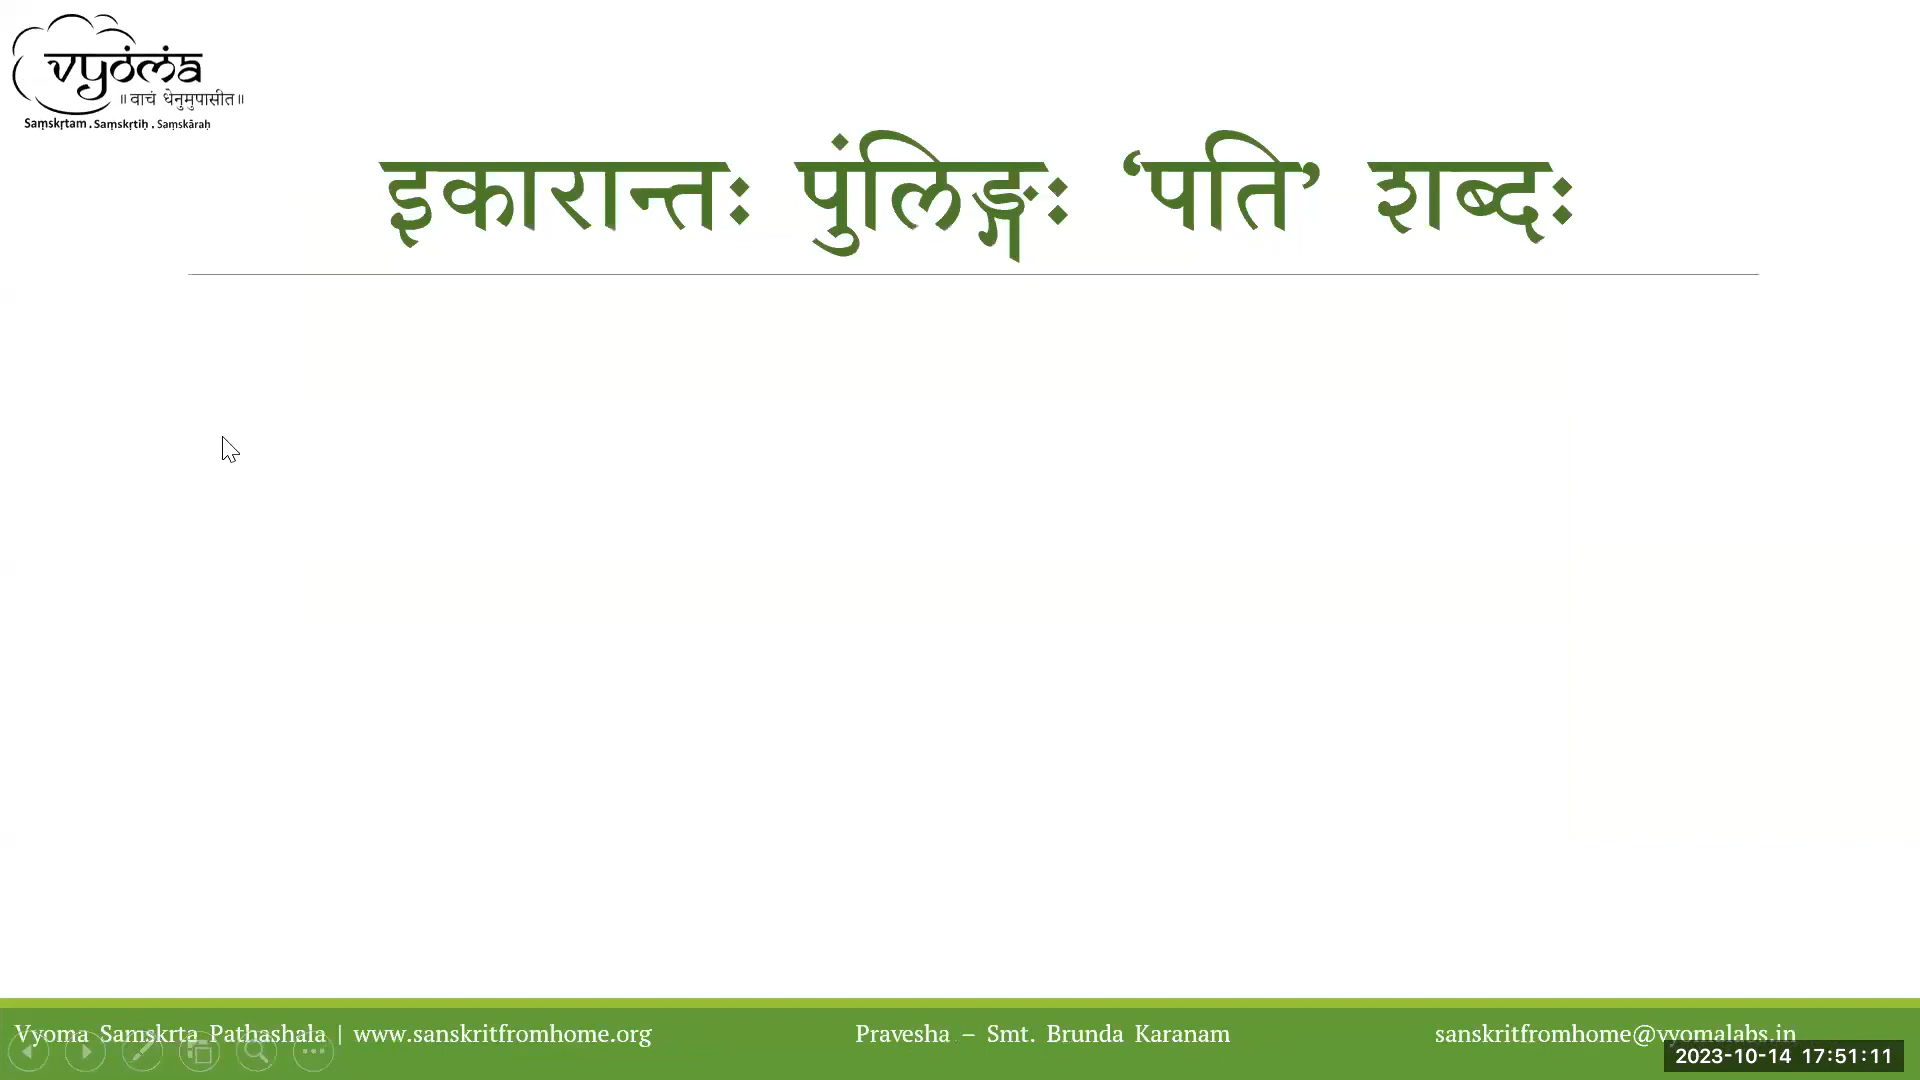 vyoma
॥वाचं धेनुमुपासीत॥
Saṃskṛtam . Saṃskṛtiḥ . Saṃskāraḥ
इकारान्तः पुंलिङ्गः ‘पति’ शब्दः
Vyoma Samskrta Pathashala | www.sanskritfromhome.org
Pravesha – Smt. Brunda Karanam
sanskritfromhome@vyomalabs.in
2023-10-14 17:51:11